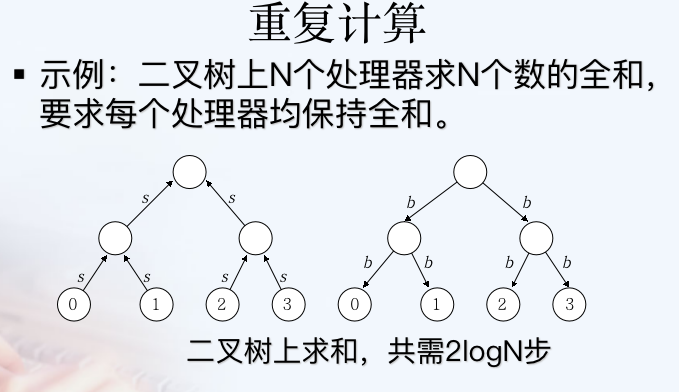 重复计算
▪ 示例：二叉树上N个处理器求N个数的全和，
要求每个处理器均保持全和。
s s b b
s s s s b b b b
0 1 2 3 0 1 2 3
二叉树上求和，共需2logN步